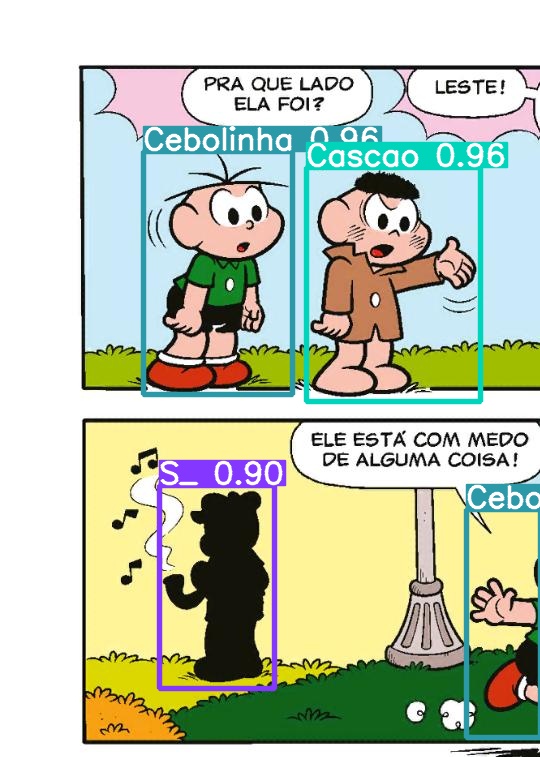 PRA QUE LADO
ELA FOI?
LESTE!
Cebolinha 0.96
Cascao 0.96
ELE ESTÁ COM MEDO
DE ALGUMA COISA!
S_ 0.90
Cebo